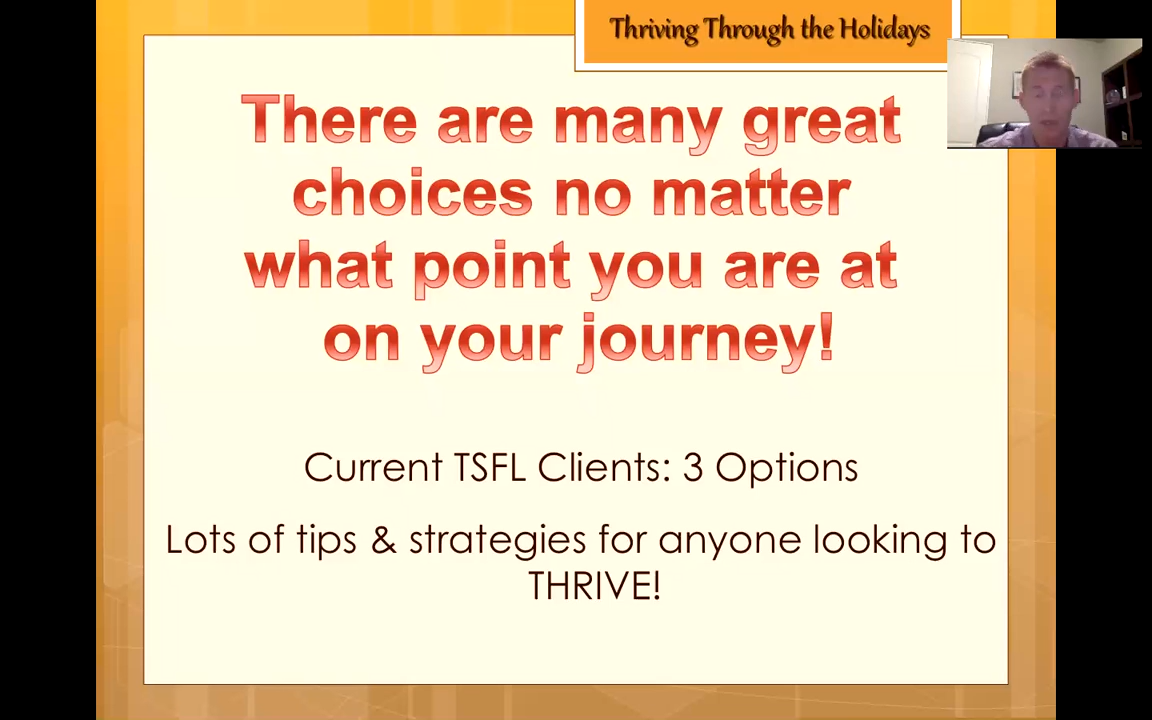 Thriving Through the Holidays
There are many great
choices no matter
what point you are at
on your journey!
Current TSFL Clients: 3 Options
Lots of tips & strategies for anyone looking to
THRIVE!